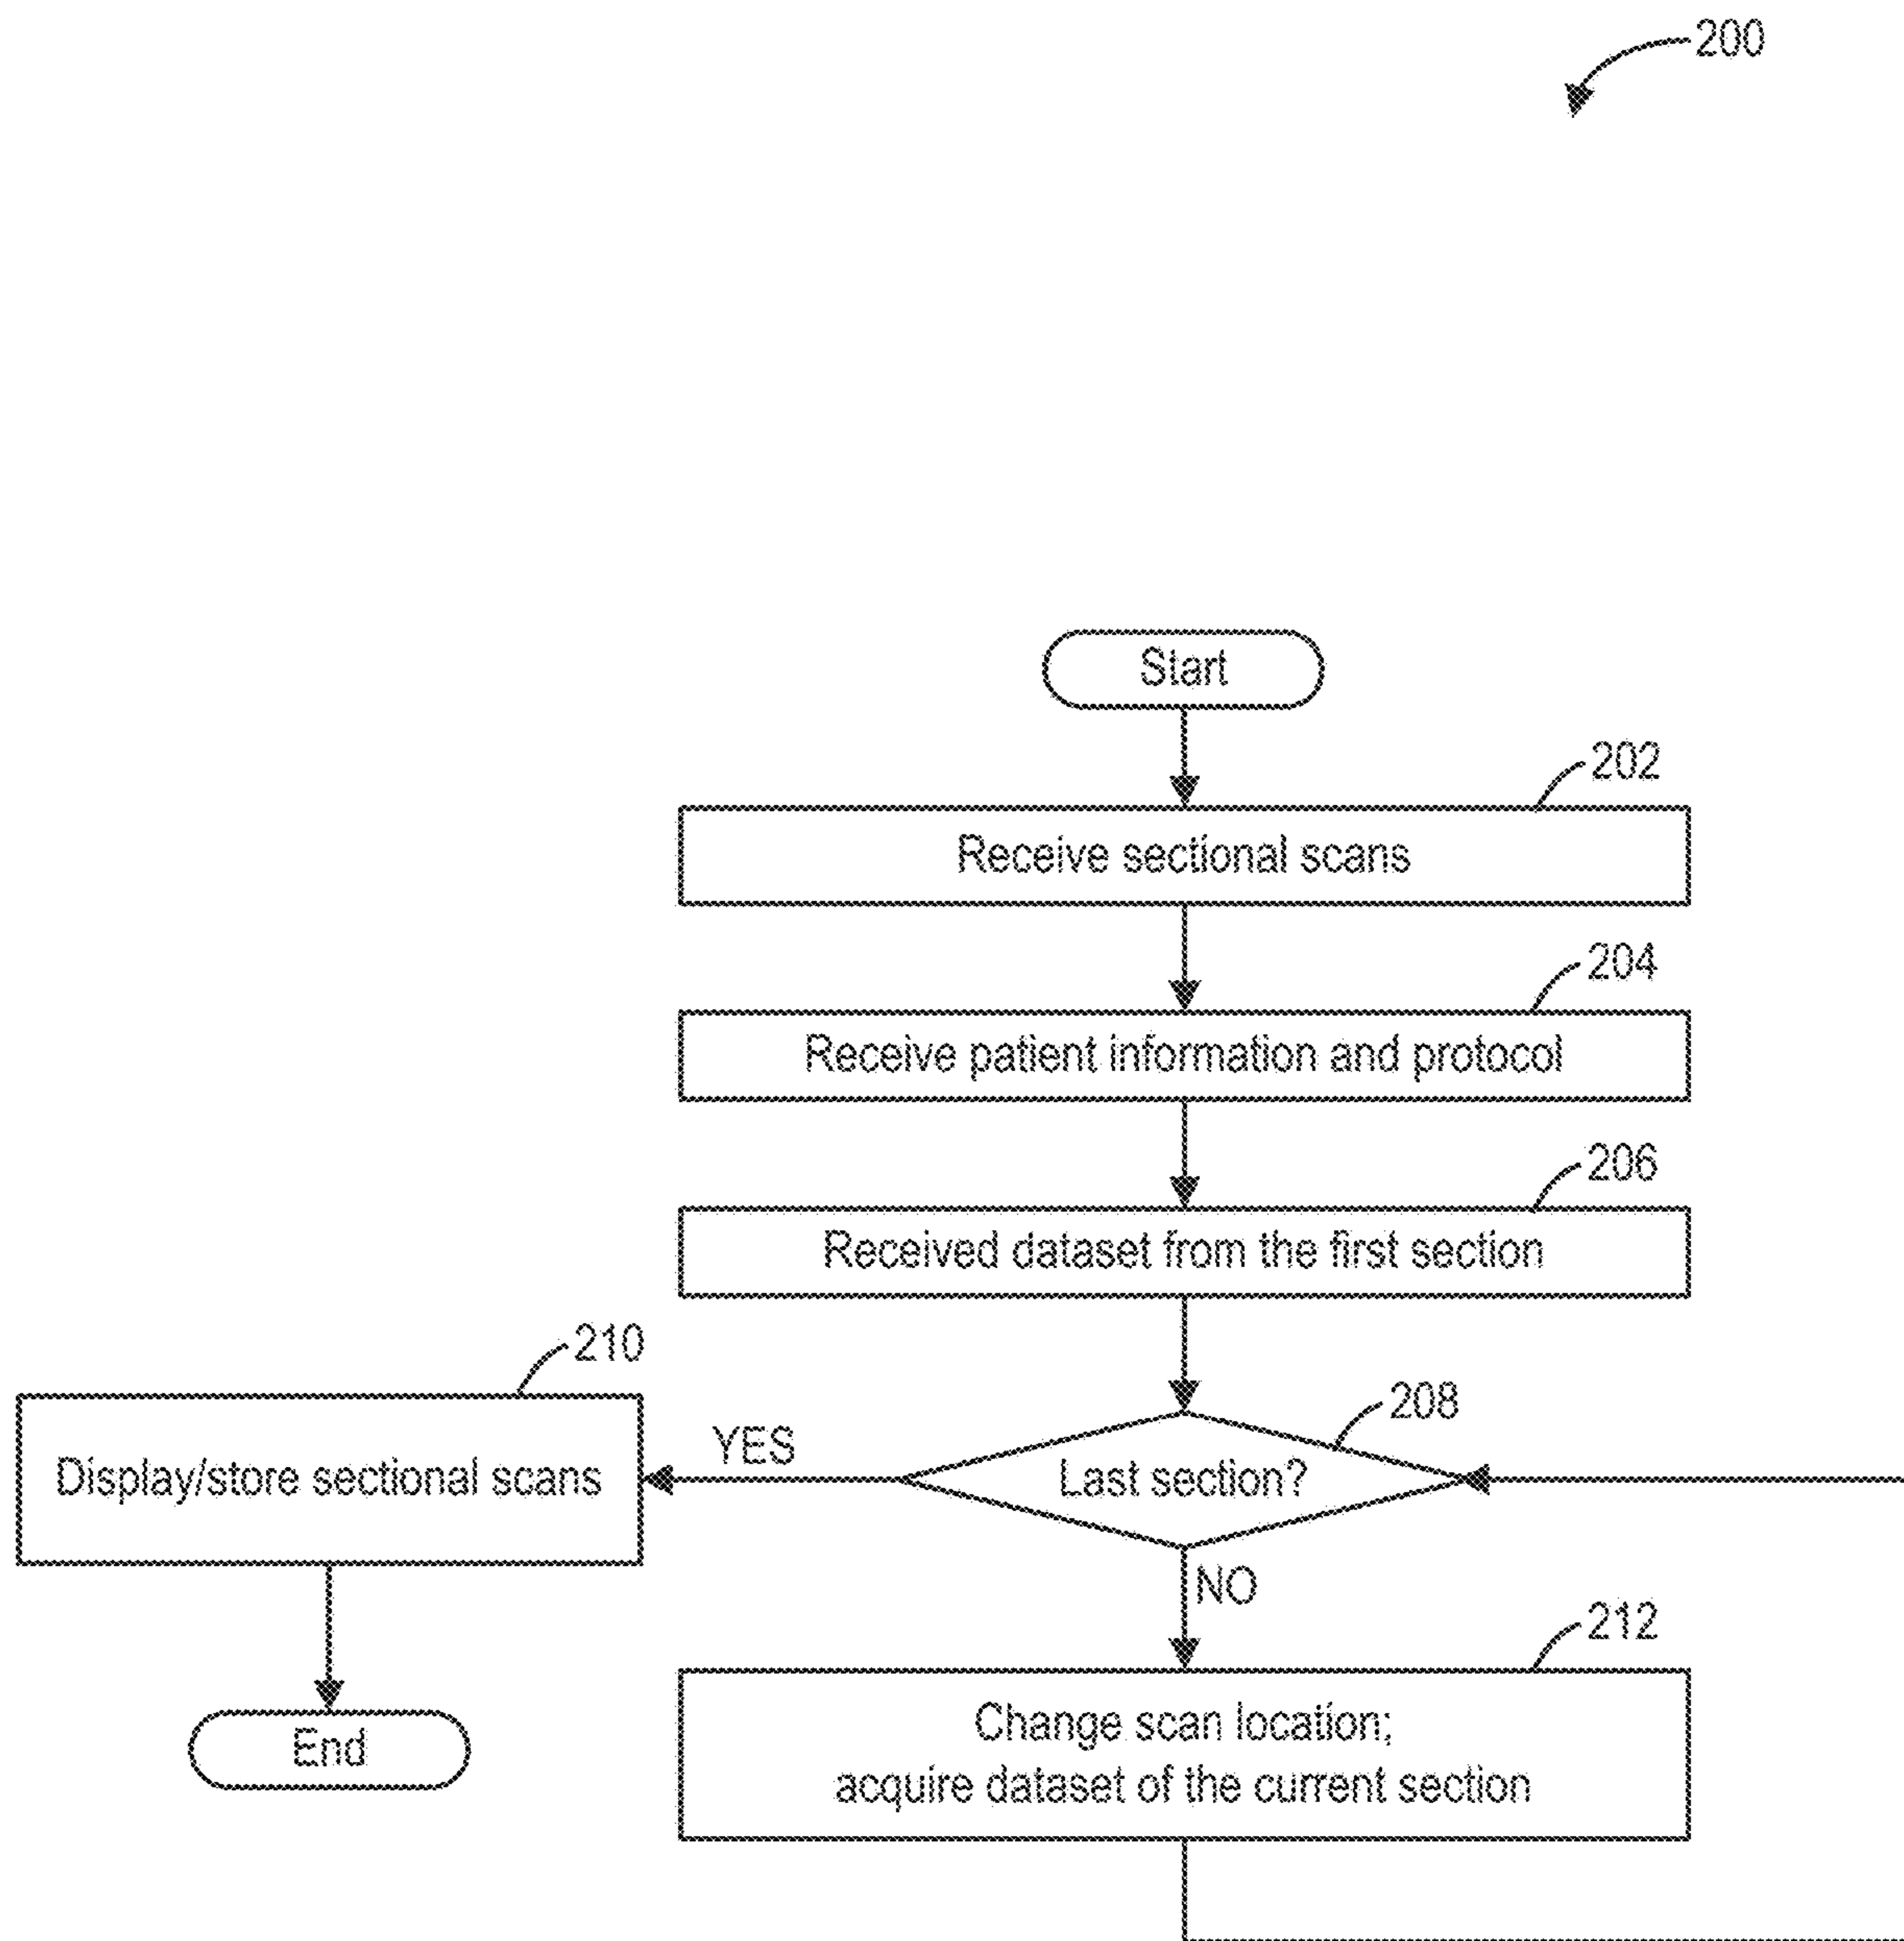 200
Start
202
Receive sectional scans
204
Receive patient information and protocol
206
Received dataset from the first section
210
Display/store sectional scans
YES
208
Last section?
NO
212
Change scan location;
acquire dataset of the current section
End